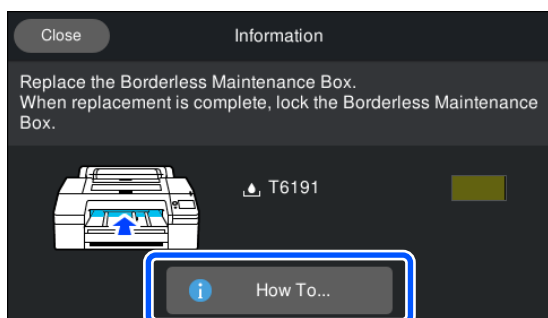 Close
Information
Replace the Borderless Maintenance Box.
When replacement is complete, lock the Borderless Maintenance
Box.
T6191
How To...